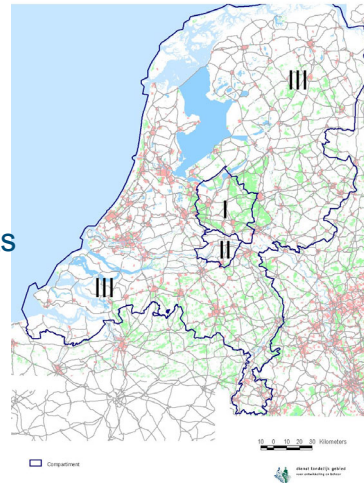 III
I
s
II
III
10 0 10 20 30 Kilometers
Compartiment
dienst landelijk gebied